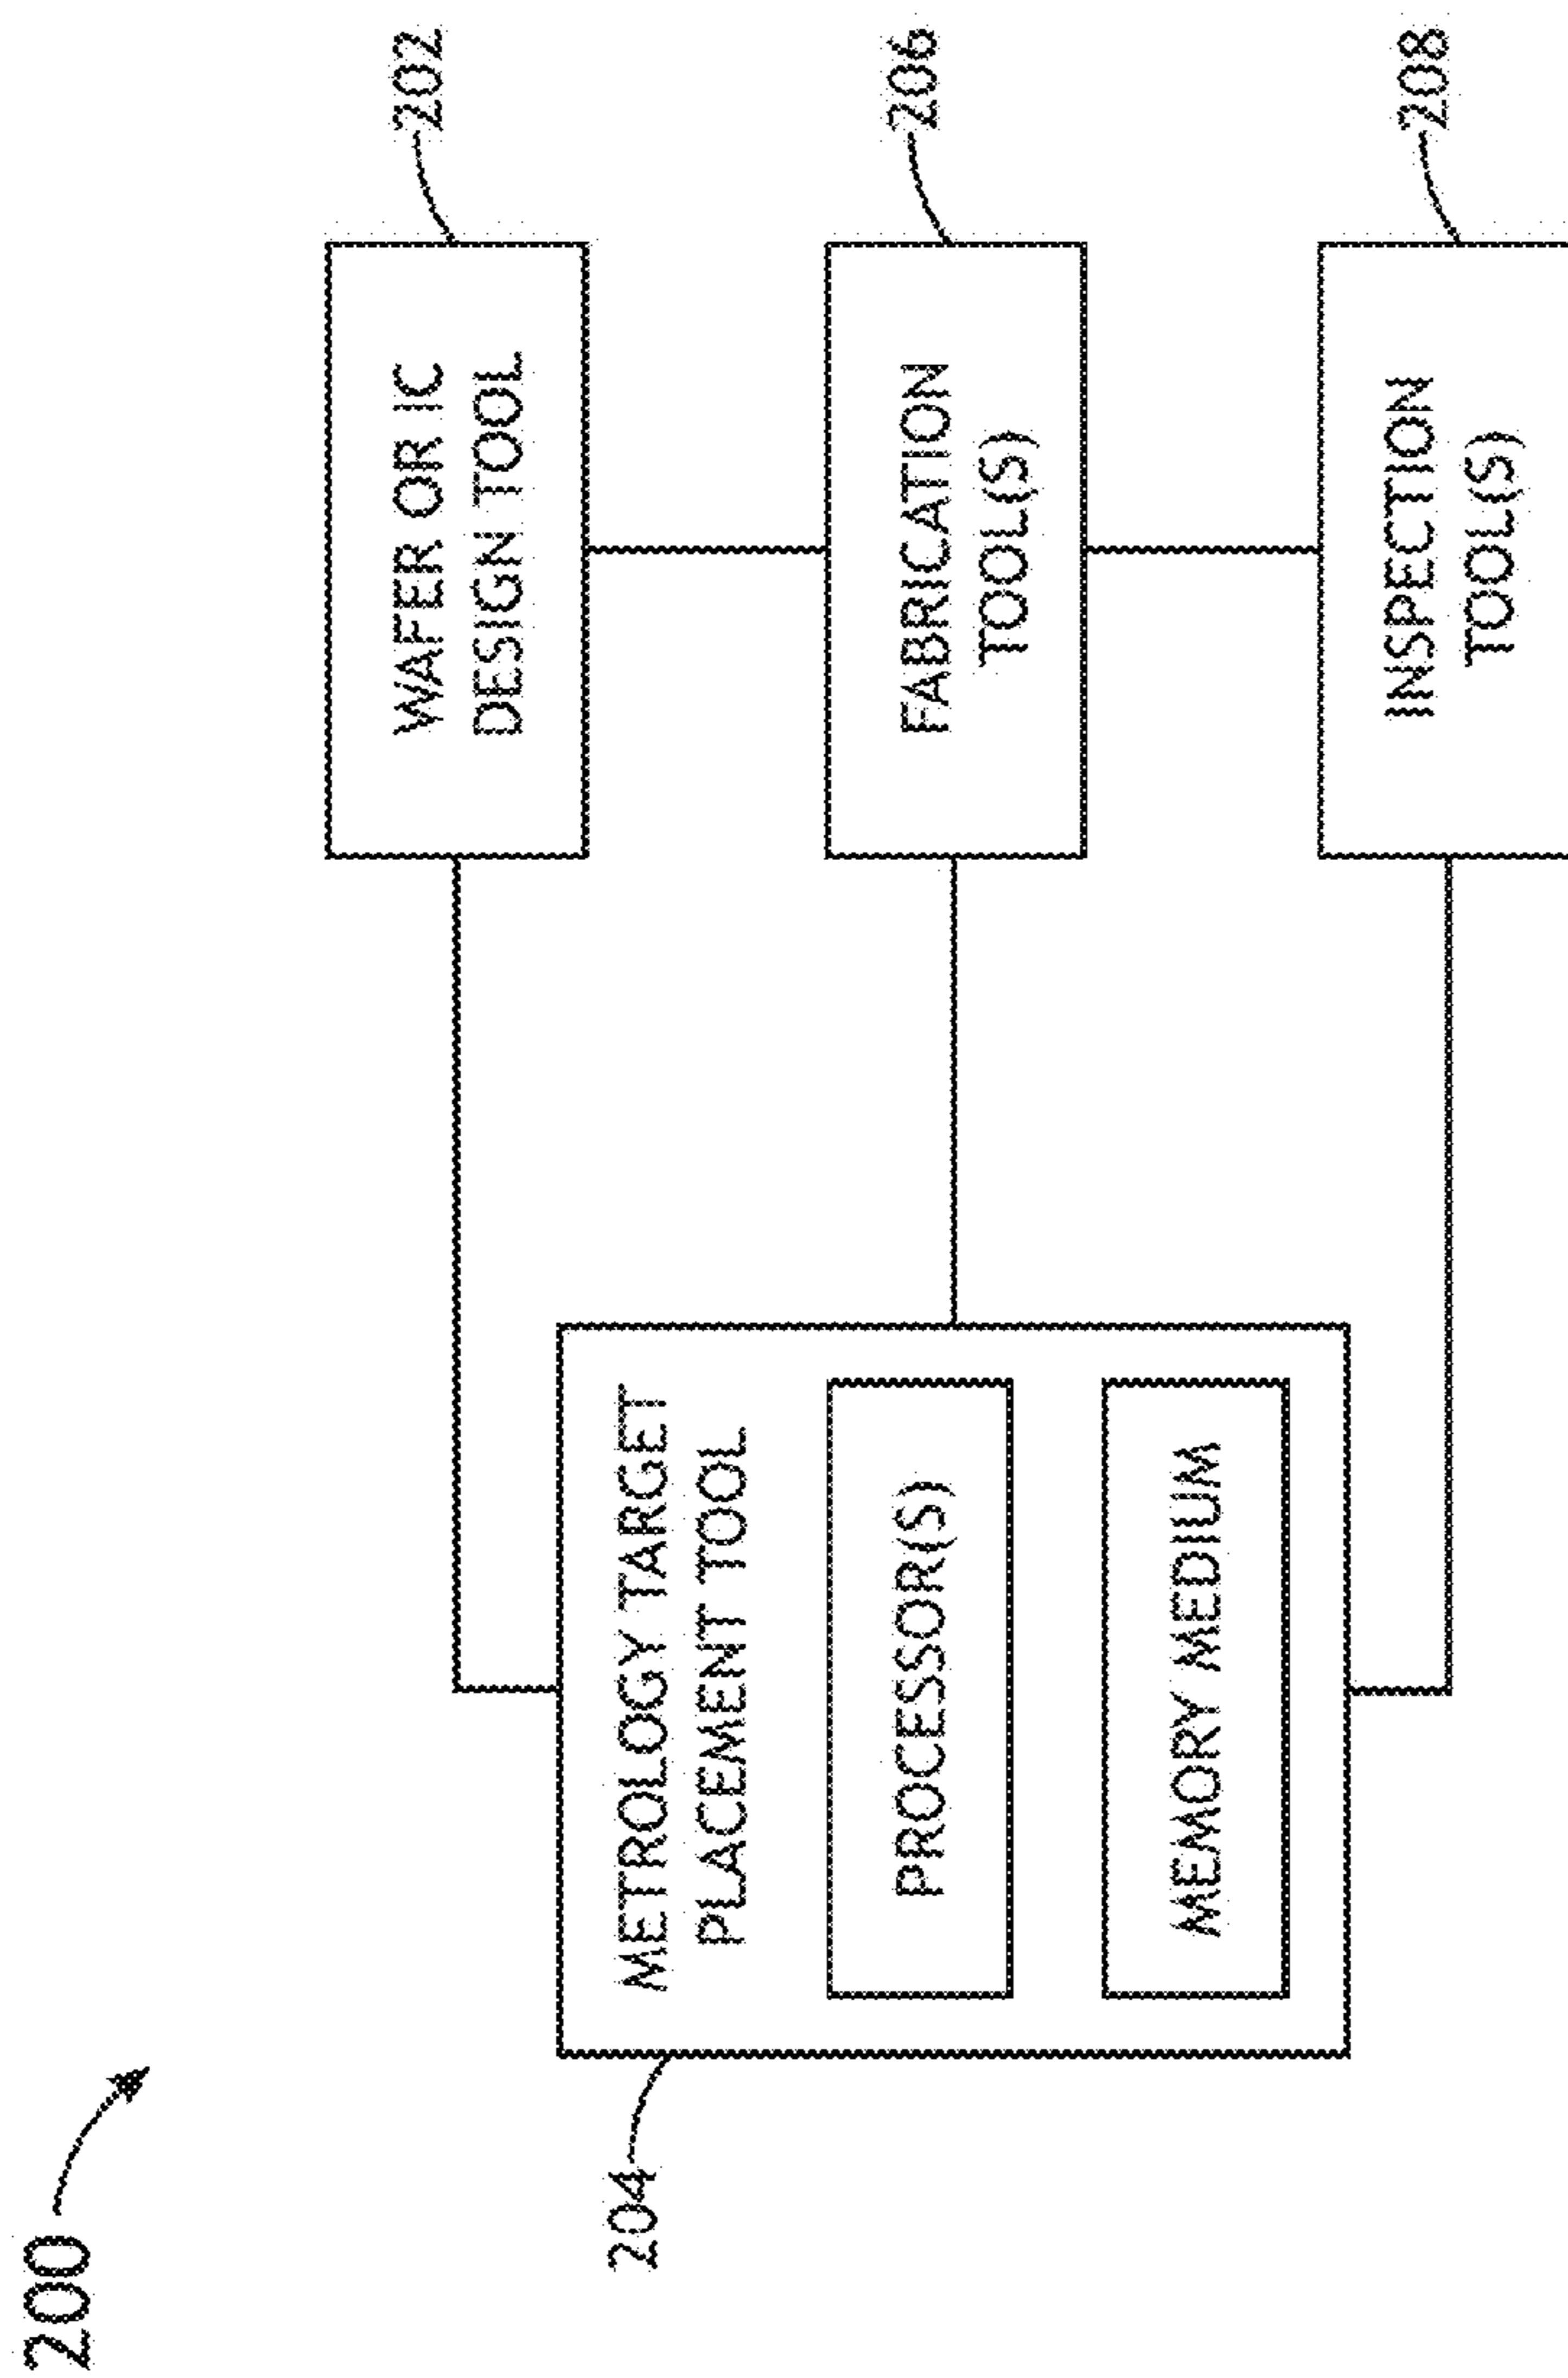 200
202
WAFER OR IC
DESIGN TOOL
204
METROLOGY TARGET
PLACEMENT TOOL
PROCESSOR(S)
MEMORY MEDIUM
206
FABRICATION
TOOL(S)
208
INSPECTION
TOOL(S)